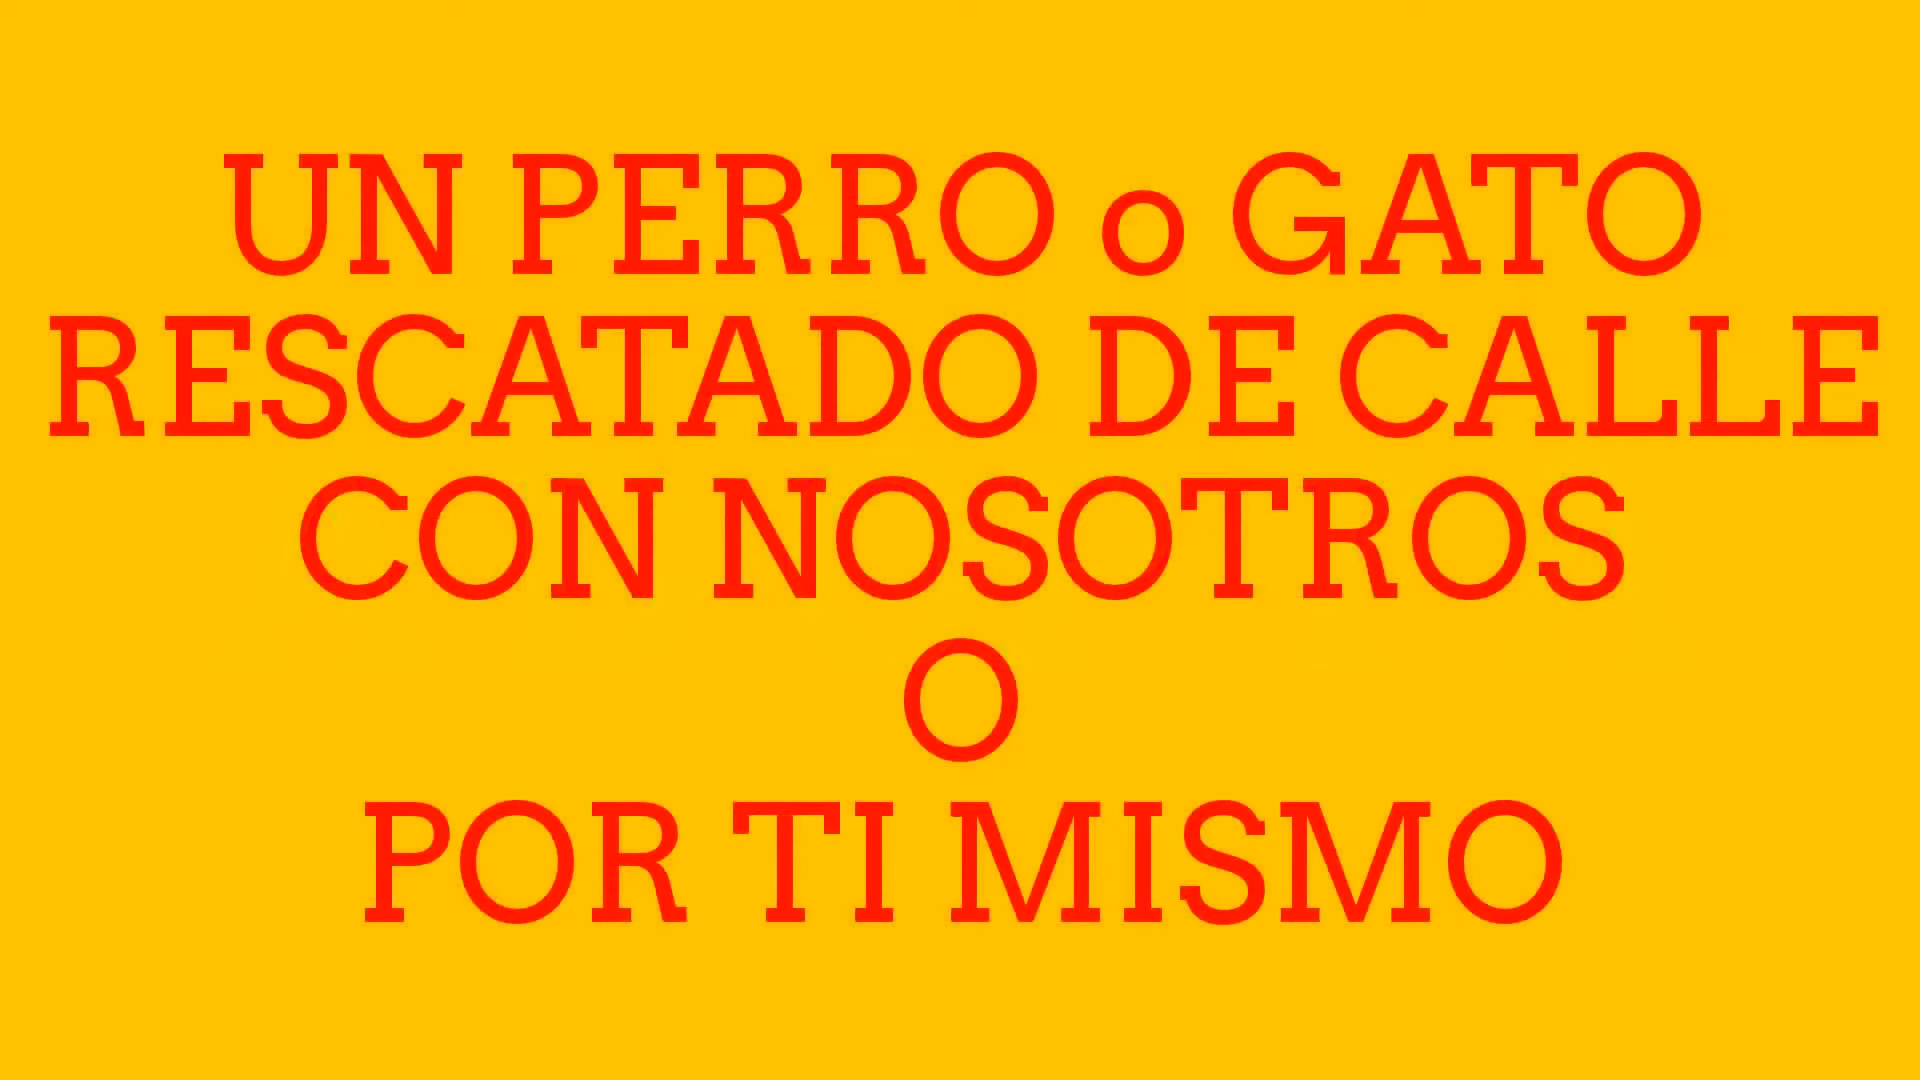 UN PERRO o GATO
RESCATADO DE CALLE
CON NOSOTROS
O
POR TI MISMO